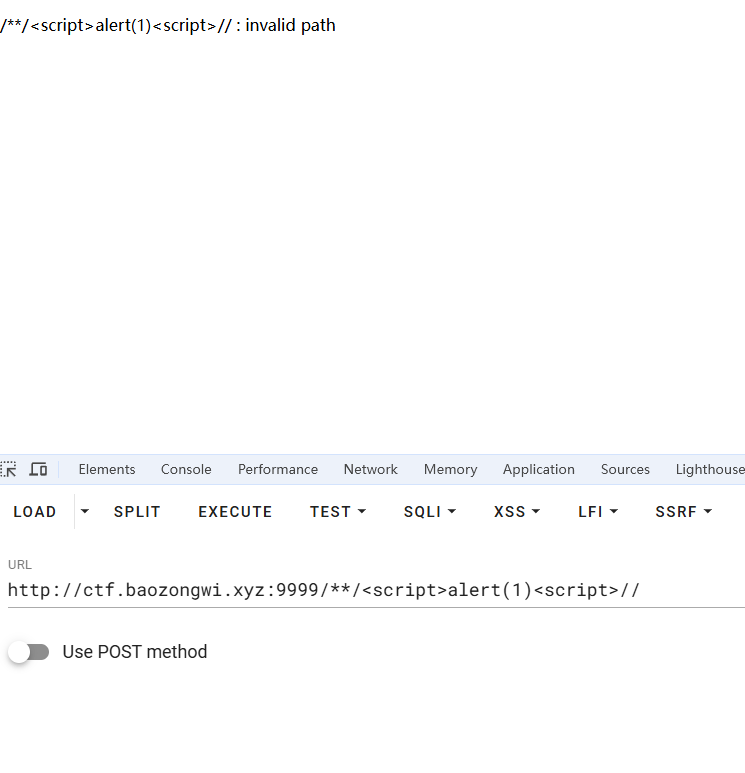 /**/<script>alert(1)<script>// : invalid path
Elements Console Performance Network Memory Application Sources Lighthouse
LOAD SPLIT EXECUTE TEST SQLI XSS LFI SSRF
URL
http://ctf.baozongwi.xyz:9999/**/<script>alert(1)<script>//
Use POST method